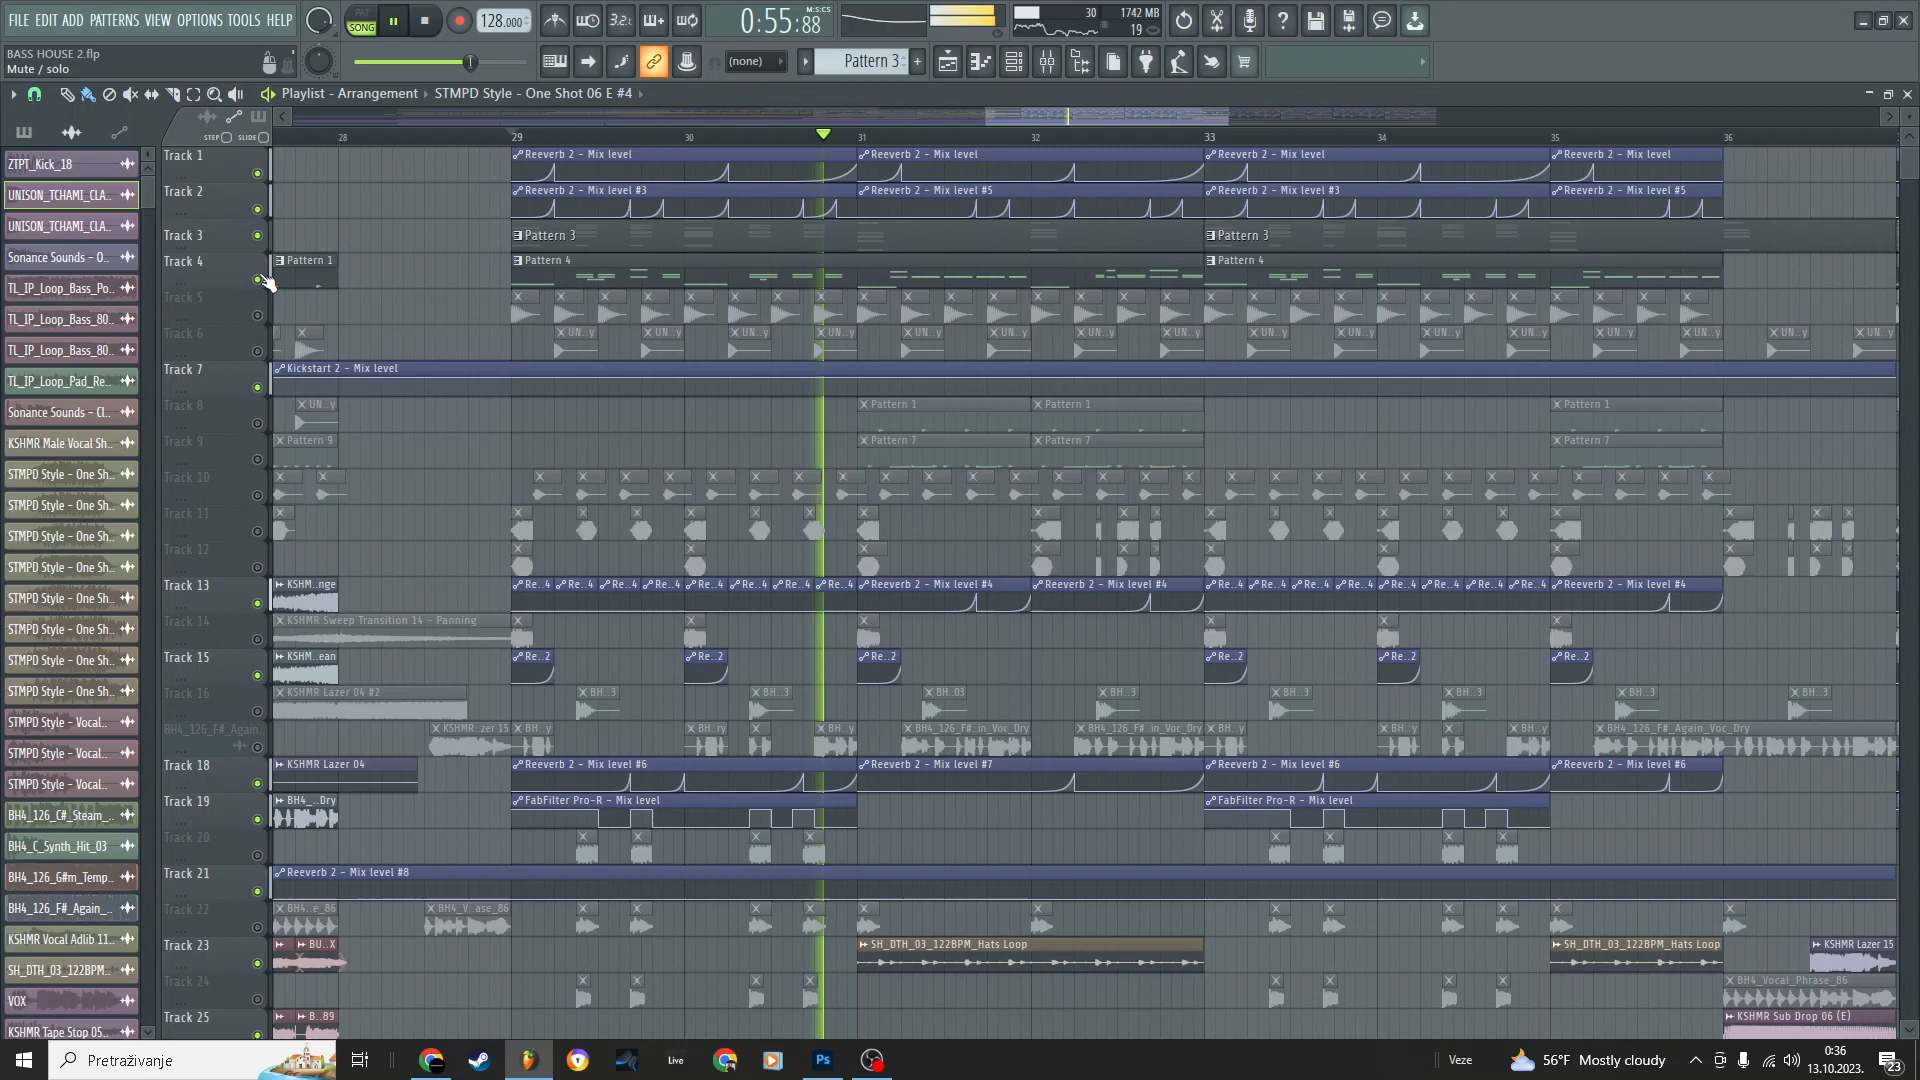 FILE EDIT ADD PATTERNS VIEW OPTIONS TOOLS HELP
PAT
SONG
128.000
3.2.
0:55:88
M:S:CS
30
1742 MB
19
BASS HOUSE 2.flp
Mute / solo
(none)
Pattern 3
Playlist - Arrangement
STMPD Style - One Shot 06 E #4
STEP
SLIDE
28 29 30 31 32 33 34 35 36
ZTPT_Kick_18
UNISON_TCHAMI_CLA..
UNISON_TCHAMI_CLA..
Sonance Sounds - O..
TL_IP_Loop_Bass_Po..
TL_IP_Loop_Bass_80..
TL_IP_Loop_Bass_80..
TL_IP_Loop_Pad_Re..
Sonance Sounds - Cl..
KSHMR Male Vocal Sh..
STMPD Style - One Sh..
STMPD Style - One Sh..
STMPD Style - One Sh..
STMPD Style - One Sh..
STMPD Style - One Sh..
STMPD Style - One Sh..
STMPD Style - One Sh..
STMPD Style - One Sh..
STMPD Style - Vocal..
STMPD Style - Vocal..
STMPD Style - Vocal..
BH4_126_C#_Steam_..
BH4_C_Synth_Hit_03
BH4_126_G#m_Temp..
BH4_126_F#_Again_..
KSHMR Vocal Adlib 11..
SH_DTH_03_122BPM..
VOX
KSHMR Tape Stop 05..
Track 1 Reeverb 2 - Mix level Reeverb 2 - Mix level Reeverb 2 - Mix level Reeverb 2 - Mix level
Track 2 Reeverb 2 - Mix level #3 Reeverb 2 - Mix level #5 Reeverb 2 - Mix level #3 Reeverb 2 - Mix level #5
Track 3 Pattern 3 Pattern 3
Track 4 Pattern 1 Pattern 4 Pattern 4
Track 5
Track 6 UN..y UN..y UN..y UN..y UN..y UN..y UN..y UN..y UN..y UN..y UN..y UN..y UN..y UN..y UN..y UN..y
Track 7 Kickstart 2 - Mix level
Track 8 UN..y Pattern 1 Pattern 1 Pattern 1
Track 9 Pattern 9 Pattern 7 Pattern 7 Pattern 7
Track 10
Track 11
Track 12
Track 13 KSHM..nge Re..4 Re..4 Re..4 Re..4 Re..4 Re..4 Re..4 Re..4 Reeverb 2 - Mix level #4 Reeverb 2 - Mix level #4 Re..4 Re..4 Re..4 Re..4 Re..4 Re..4 Re..4 Re..4 Reeverb 2 - Mix level #4
Track 14 KSHMR Sweep Transition 14 - Panning
Track 15 KSHM..ean Re..2 Re..2 Re..2 Re..2 Re..2 Re..2
Track 16 KSHMR Lazer 04 #2 BH..3 BH..3 BH..03 BH..3 BH..3 BH..3 BH..3 BH..3
BH4_126_F#_Again.. KSHMR..zer 15 BH..y BH..ry BH..y BH4_126_F#..in_Voc_Dry BH4_126_F#..in_Voc_Dry BH..y BH..y BH..y BH4_126_F#_Again_Voc_Dry
Track 18 KSHMR Lazer 04 Reeverb 2 - Mix level #6 Reeverb 2 - Mix level #7 Reeverb 2 - Mix level #6 Reeverb 2 - Mix level #6
Track 19 BH4_..Dry FabFilter Pro-R - Mix level FabFilter Pro-R - Mix level
Track 20
Track 21 Reeverb 2 - Mix level #8
Track 22 BH4..e_86 BH4_V..ase_86
Track 23 BU..X SH_DTH_03_122BPM_Hats Loop SH_DTH_03_122BPM_Hats Loop KSHMR Lazer 15
Track 24 BH4_Vocal_Phrase_86
Track 25 B..89 KSHMR Sub Drop 06 (E)
Pretraživanje
Live
Ps
Veze
56°F Mostly cloudy
0:36
13.10.2023.
23